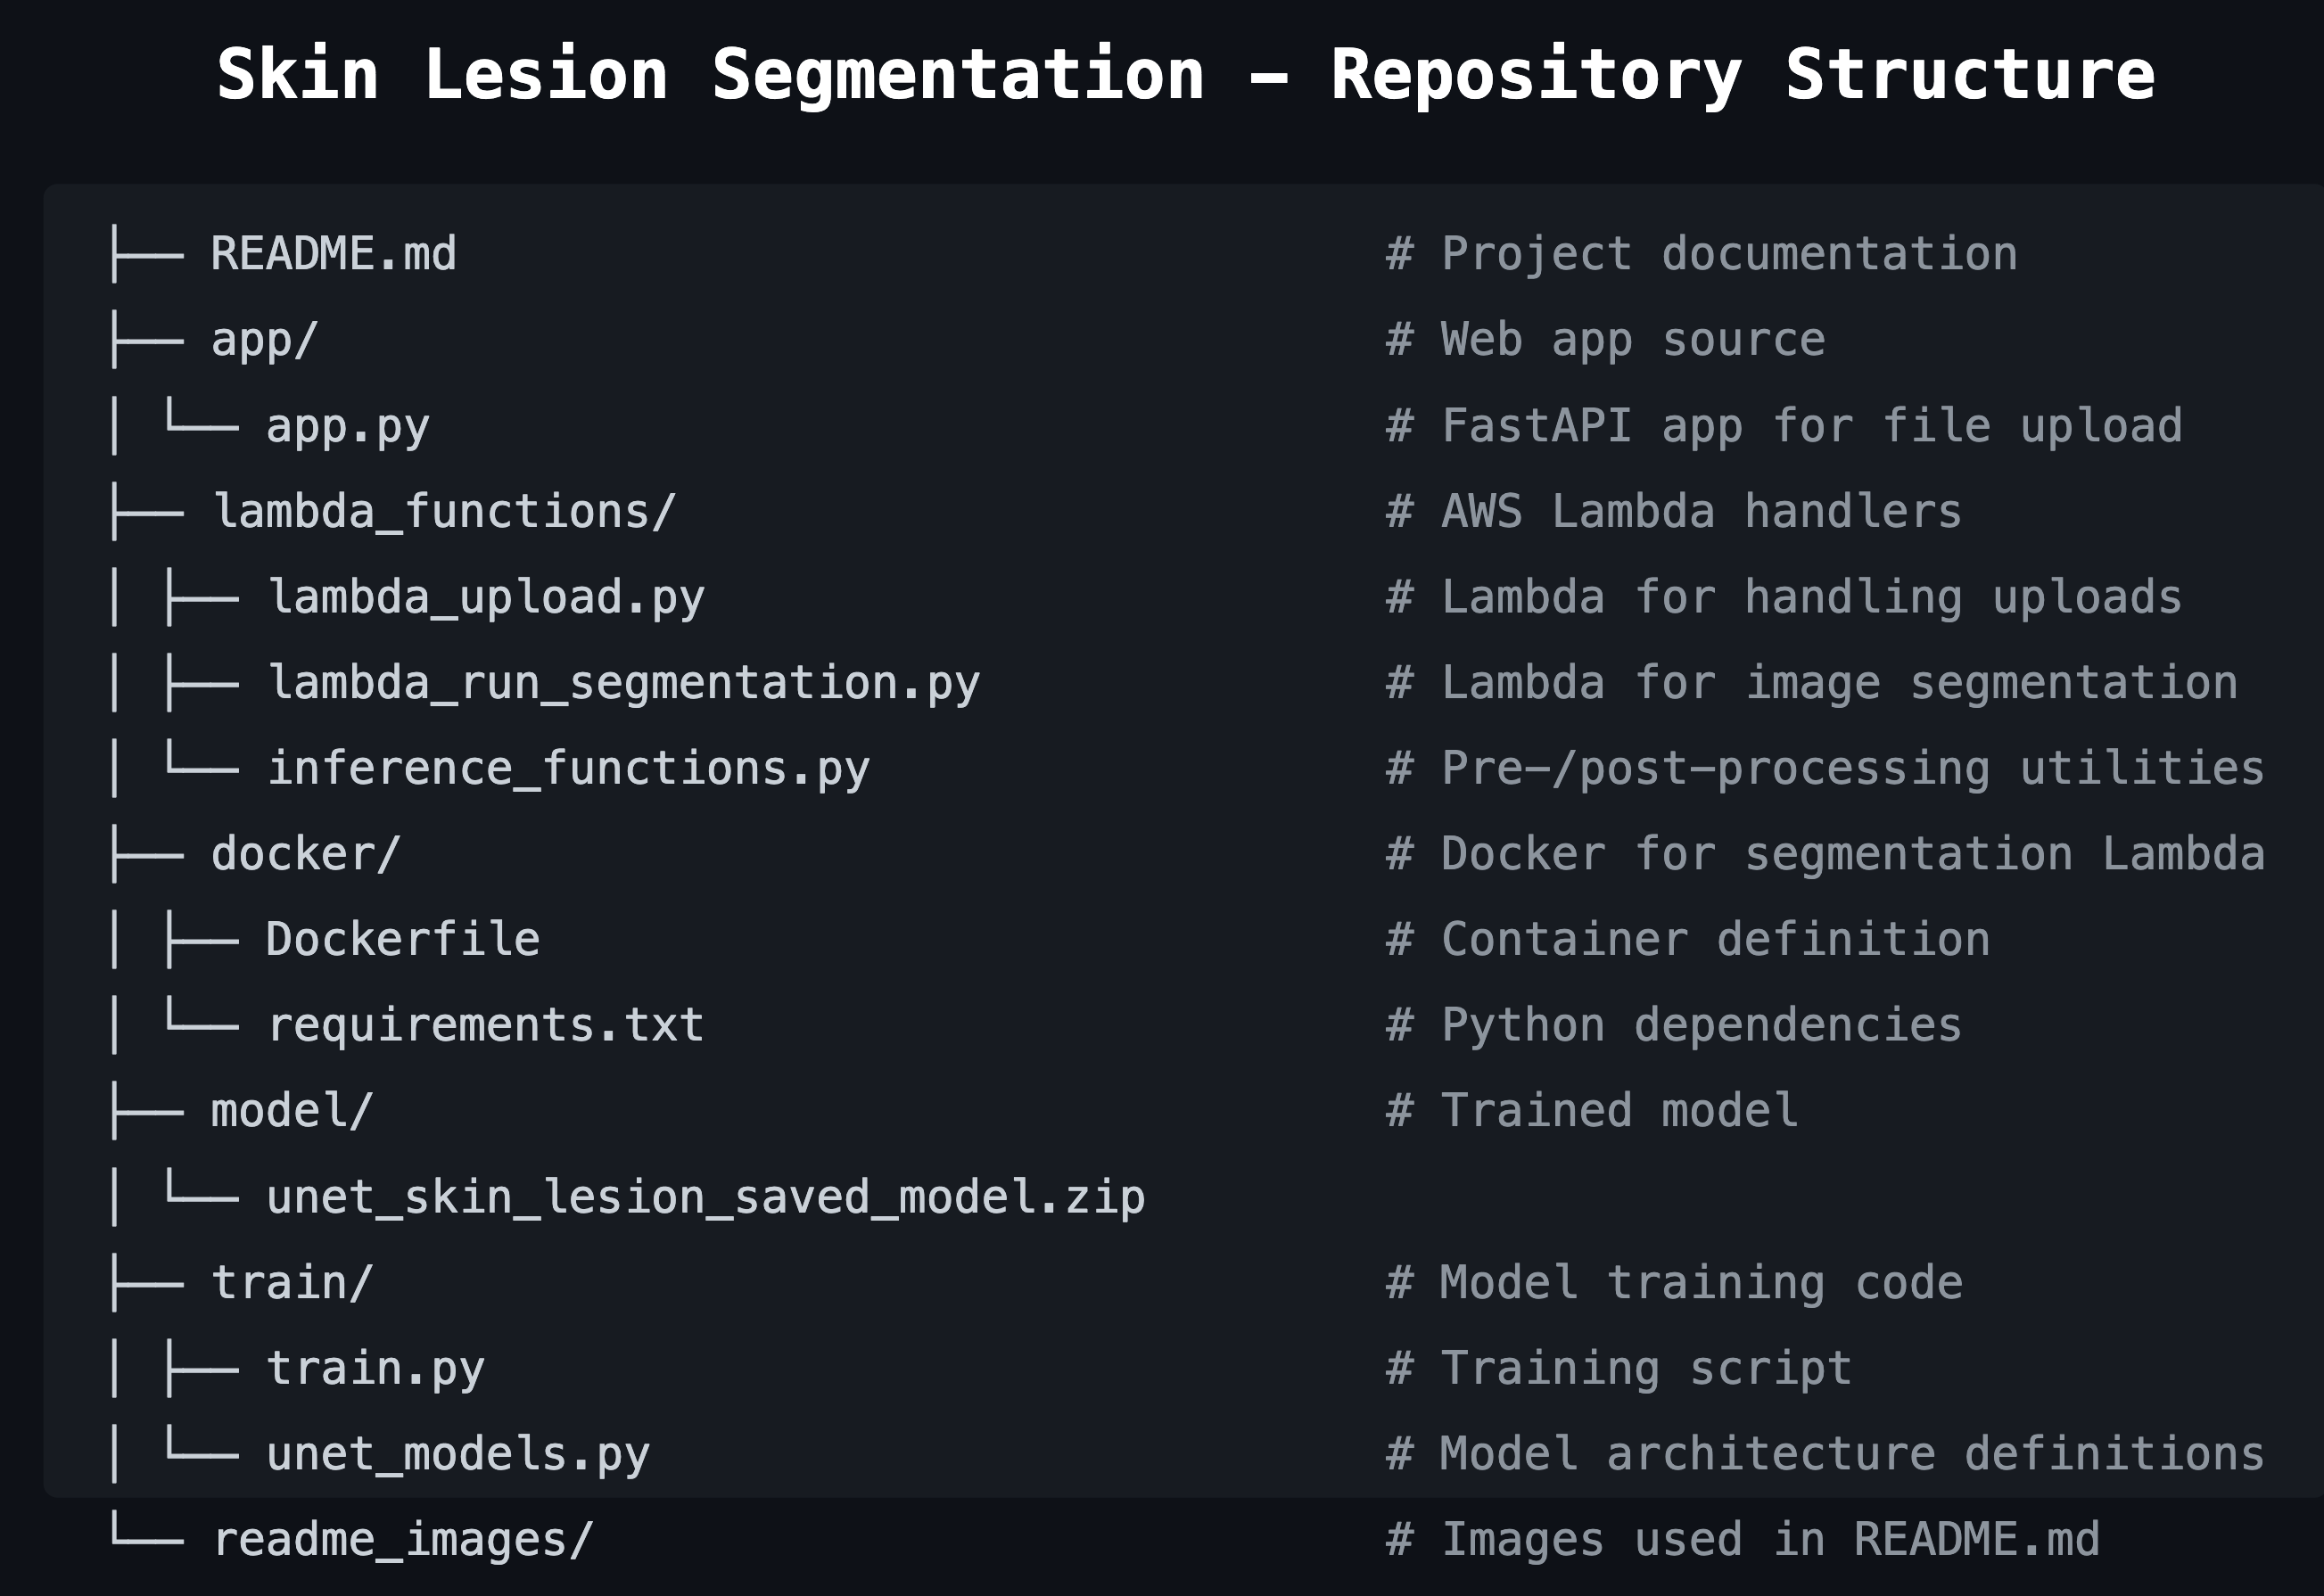 Skin Lesion Segmentation – Repository Structure
├── README.md # Project documentation
├── app/ # Web app source
│ └── app.py # FastAPI app for file upload
├── lambda_functions/ # AWS Lambda handlers
│ ├── lambda_upload.py # Lambda for handling uploads
│ ├── lambda_run_segmentation.py # Lambda for image segmentation
│ └── inference_functions.py # Pre-/post-processing utilities
├── docker/ # Docker for segmentation Lambda
│ ├── Dockerfile # Container definition
│ └── requirements.txt # Python dependencies
├── model/ # Trained model
│ └── unet_skin_lesion_saved_model.zip
├── train/ # Model training code
│ ├── train.py # Training script
│ └── unet_models.py # Model architecture definitions
└── readme_images/ # Images used in README.md